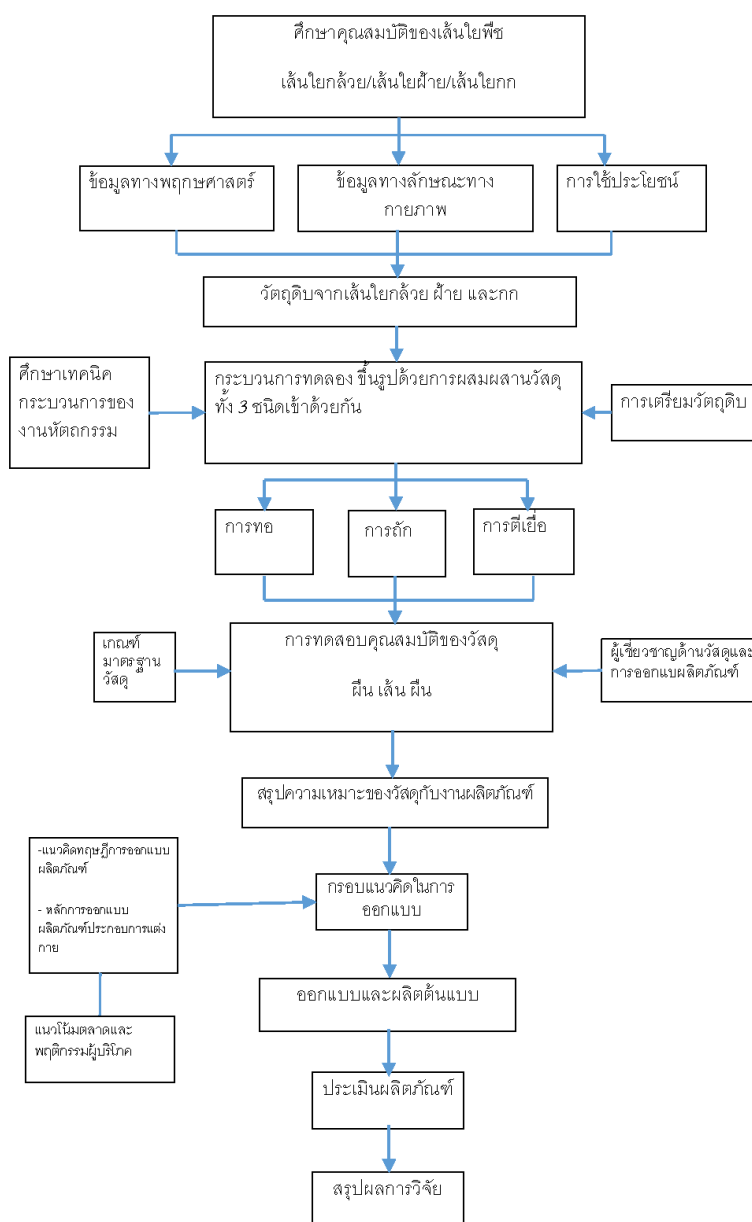 ศึกษาคุณสมบัติของเส้นใยพืช
เส้นใยกล้วย/เส้นใยฝ้าย/เส้นใยกก
ข้อมูลทางพฤกษศาสตร์
ข้อมูลทางลักษณะทาง
กายภาพ
การใช้ประโยชน์
วัตถุดิบจากเส้นใยกล้วย ฝ้าย และกก
ศึกษาเทคนิค
กระบวนการของ
งานหัตถกรรม
กระบวนการทดลอง ขึ้นรูปด้วยการผสมผสานวัสดุ
ทั้ง 3 ชนิดเข้าด้วยกัน
การเตรียมวัตถุดิบ
การทอ
การถัก
การตีเยื่อ
เกณฑ์
มาตรฐาน
วัสดุ
การทดสอบคุณสมบัติของวัสดุ
ผืน เส้น ผืน
ผู้เชี่ยวชาญด้านวัสดุและ
การออกแบผลิตภัณฑ์
สรุปความเหมาะของวัสดุกับงานผลิตภัณฑ์
-แนวคิดทฤษฎีการออกแบบ
ผลิตภัณฑ์
- หลักการออกแบบ
ผลิตภัณฑ์ประกอบการแต่ง
กาย
กรอบแนวคิดในการ
ออกแบบ
ออกแบบและผลิตต้นแบบ
แนวโน้มตลาดและ
พฤติกรรมผู้บริโภค
ประเมินผลิตภัณฑ์
สรุปผลการวิจัย